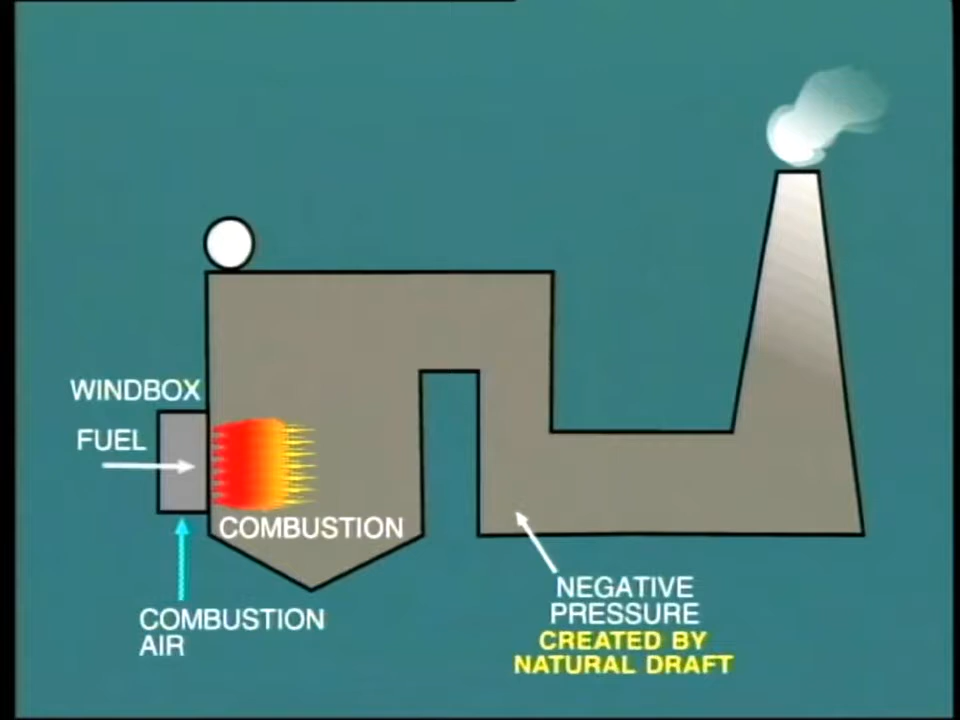 WINDBOX
FUEL
COMBUSTION
COMBUSTION
AIR
NEGATIVE
PRESSURE
CREATED BY
NATURAL DRAFT